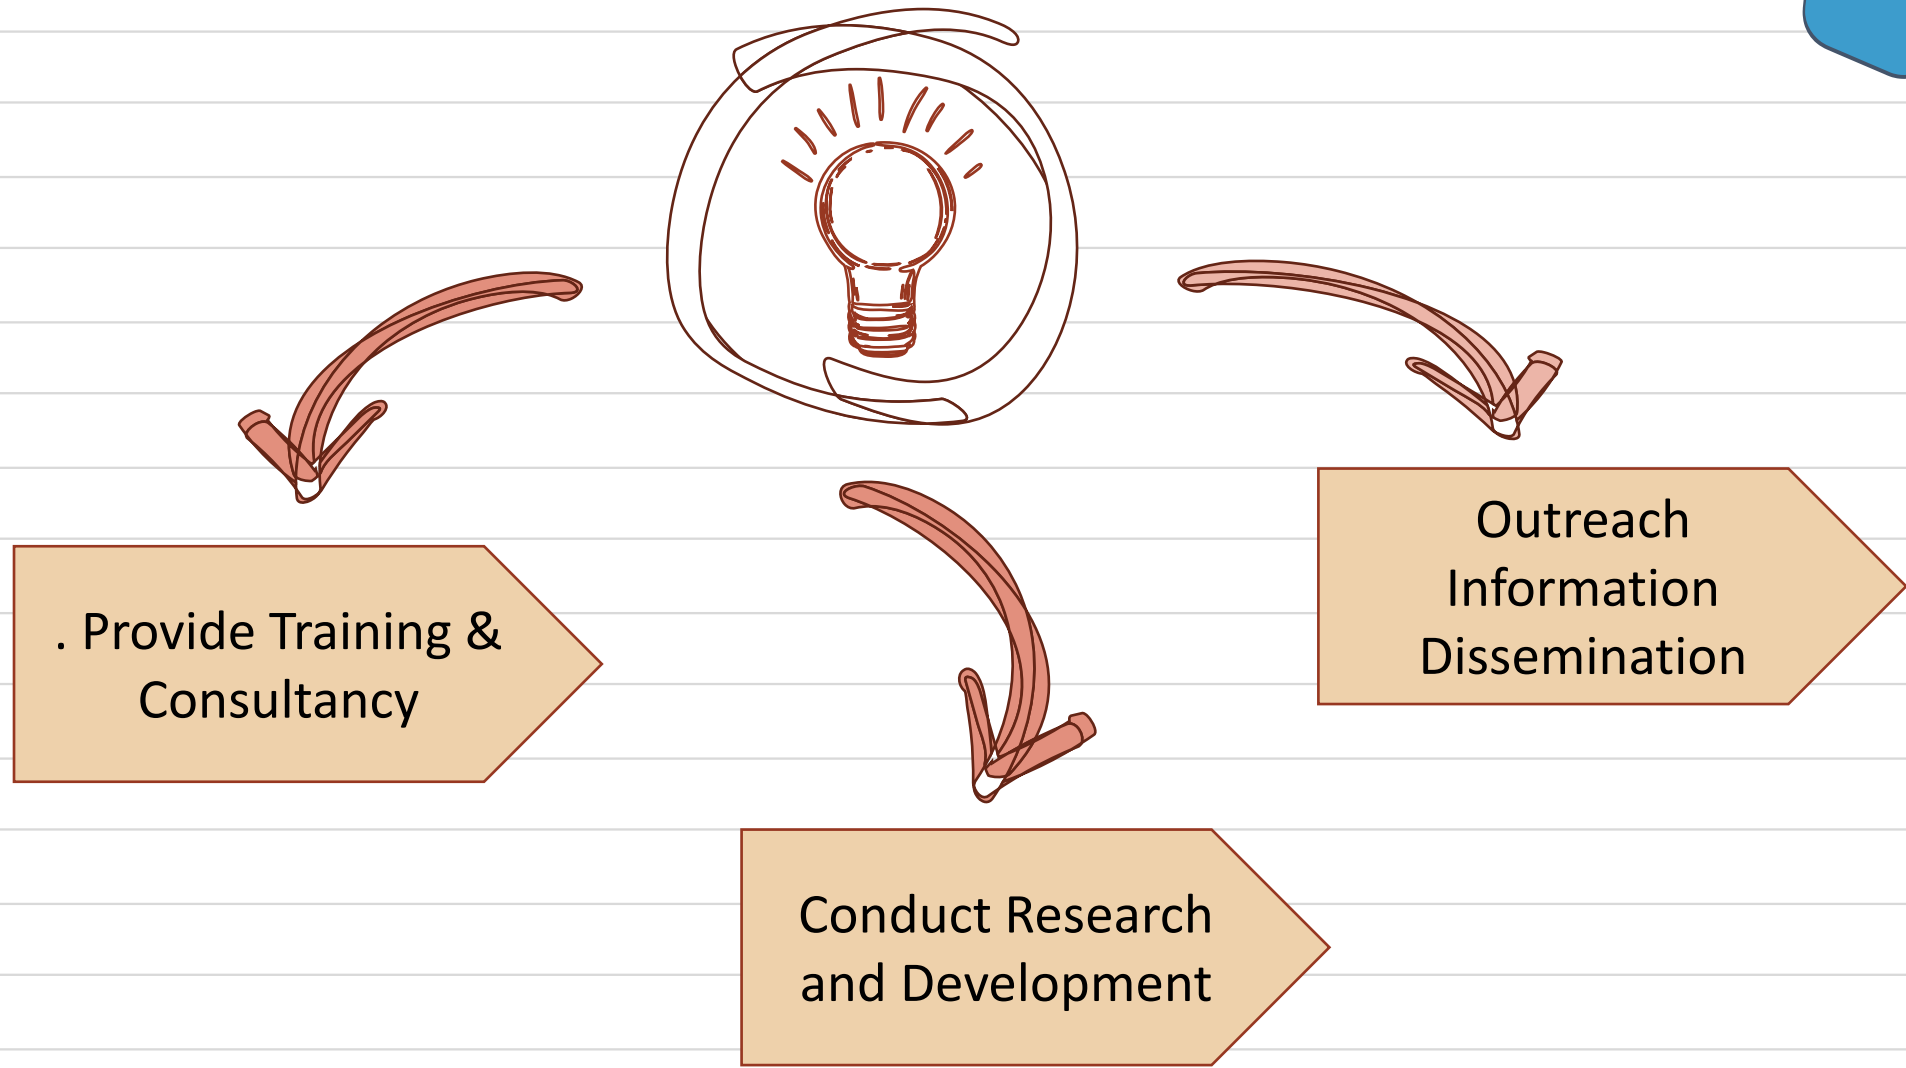 . Provide Training &
Consultancy
Conduct Research
and Development
Outreach
Information
Dissemination